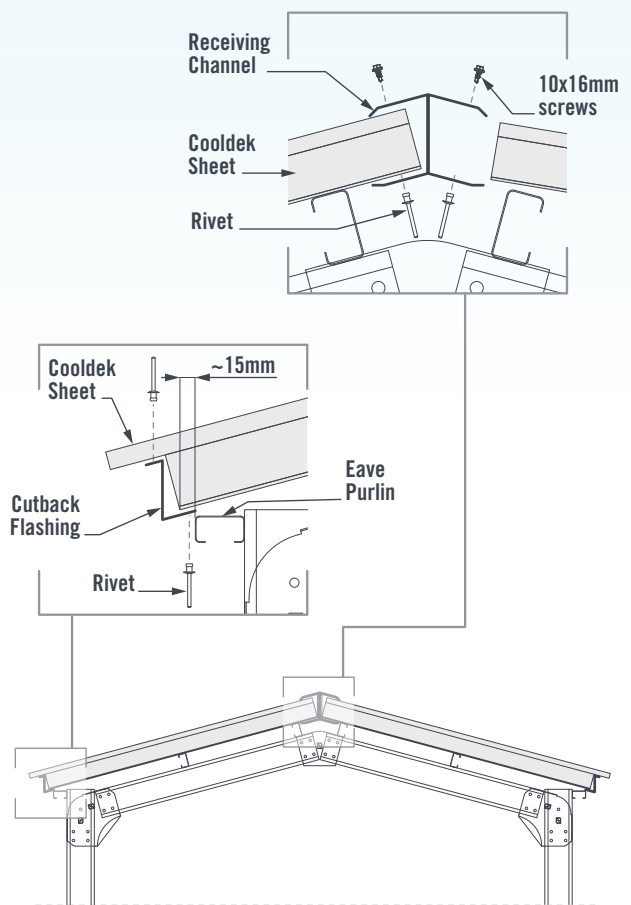 Receiving
Channel
10x16mm
screws
Cooldek
Sheet
Rivet
Cooldek
Sheet
~15mm
Eave
Purlin
Cutback
Flashing
Rivet